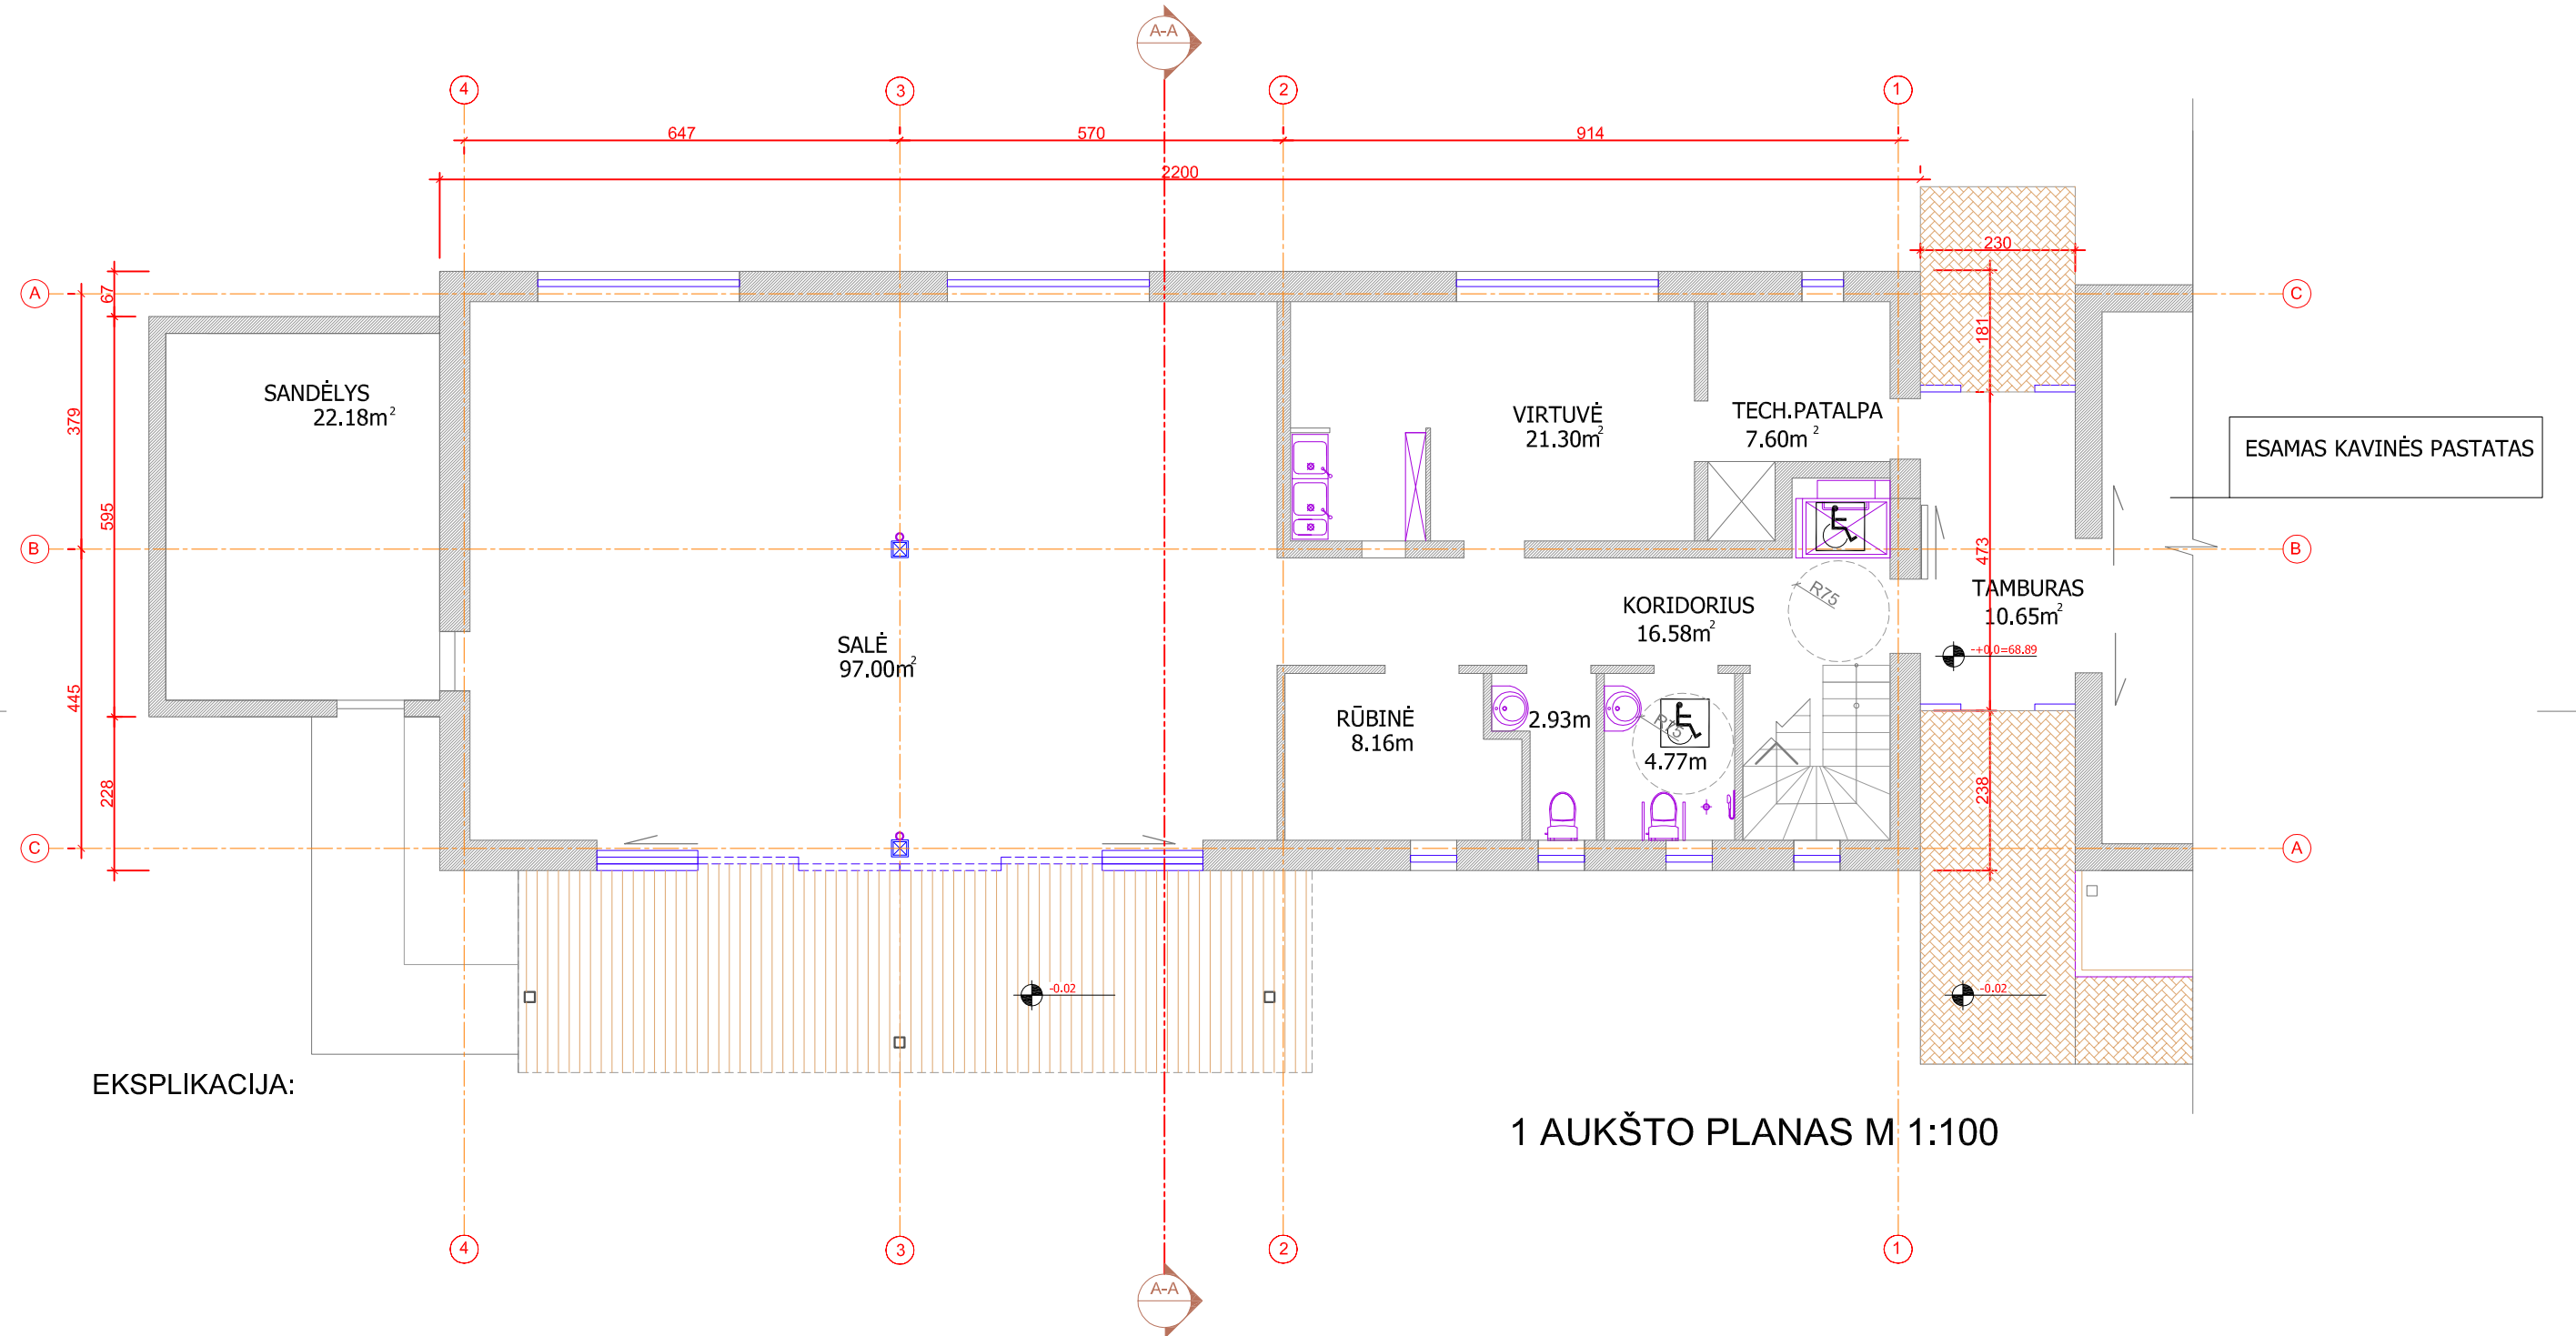 A-A
4
3
2
1
647
570
914
2200
230
A
67
C
181
SANDĖLYS
22.18m²
379
VIRTUVĖ
21.30m²
TECH.PATALPA
7.60m²
ESAMAS KAVINĖS PASTATAS
595
473
B
B
R75
TAMBURAS
10.65m²
KORIDORIUS
16.58m²
SALĖ
97.00m²
-+0,0=68.89
445
RŪBINĖ
8.16m
2.93m
R75
4.77m
228
238
C
A
-0.02
-0.02
EKSPLIKACIJA:
1 AUKŠTO PLANAS M 1:100
4
3
2
1
A-A